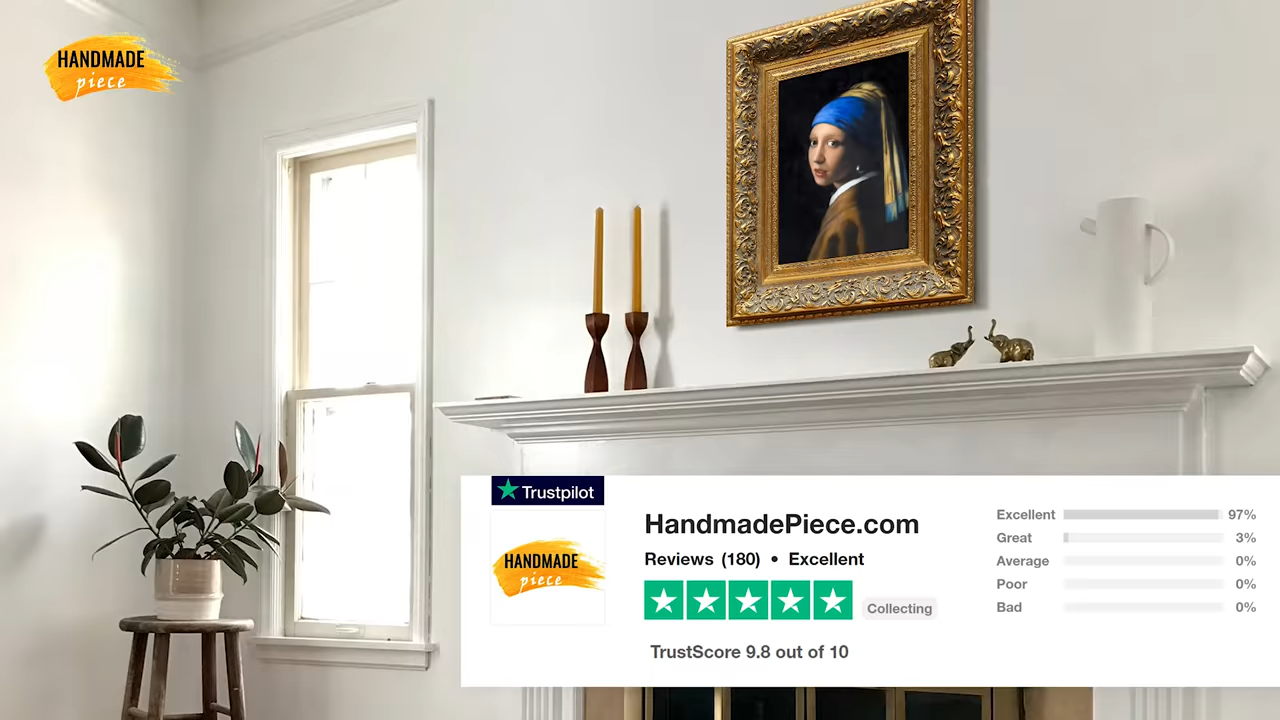 HANDMADE
piece
Trustpilot
HANDMADE
piece
HandmadePiece.com
Reviews (180) • Excellent
Collecting
TrustScore 9.8 out of 10
Excellent 97%
Great 3%
Average 0%
Poor 0%
Bad 0%